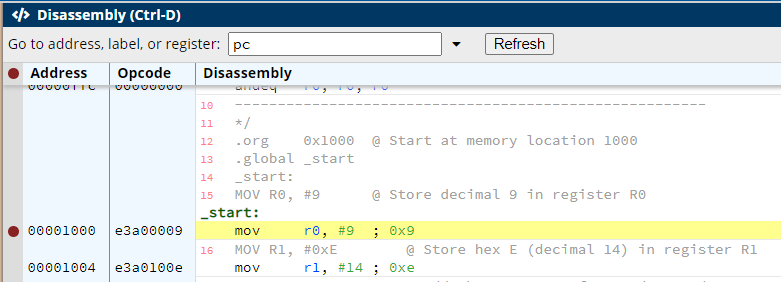 </> Disassembly (Ctrl-D)
Go to address, label, or register: pc Refresh
Address Opcode Disassembly
00000ffc 00000000 andeq r0, r0, r0
10 --------------------------------------------------------
11 */
12 .org 0x1000 @ Start at memory location 1000
13 .global _start
14 _start:
15 MOV R0, #9 @ Store decimal 9 in register R0
_start:
00001000 e3a00009 mov r0, #9 ; 0x9
16 MOV R1, #0xE @ Store hex E (decimal 14) in register R1
00001004 e3a0100e mov r1, #14 ; 0xe